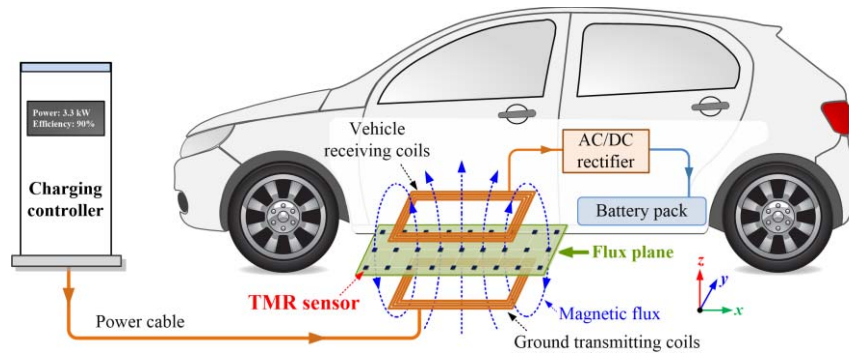 Power: 3.3 kW
Efficiency: 90%
Charging
controller
Vehicle
receiving coils
AC/DC
rectifier
Battery pack
Flux plane
TMR sensor
Magnetic flux
Power cable
Ground transmitting coils
z
y
x